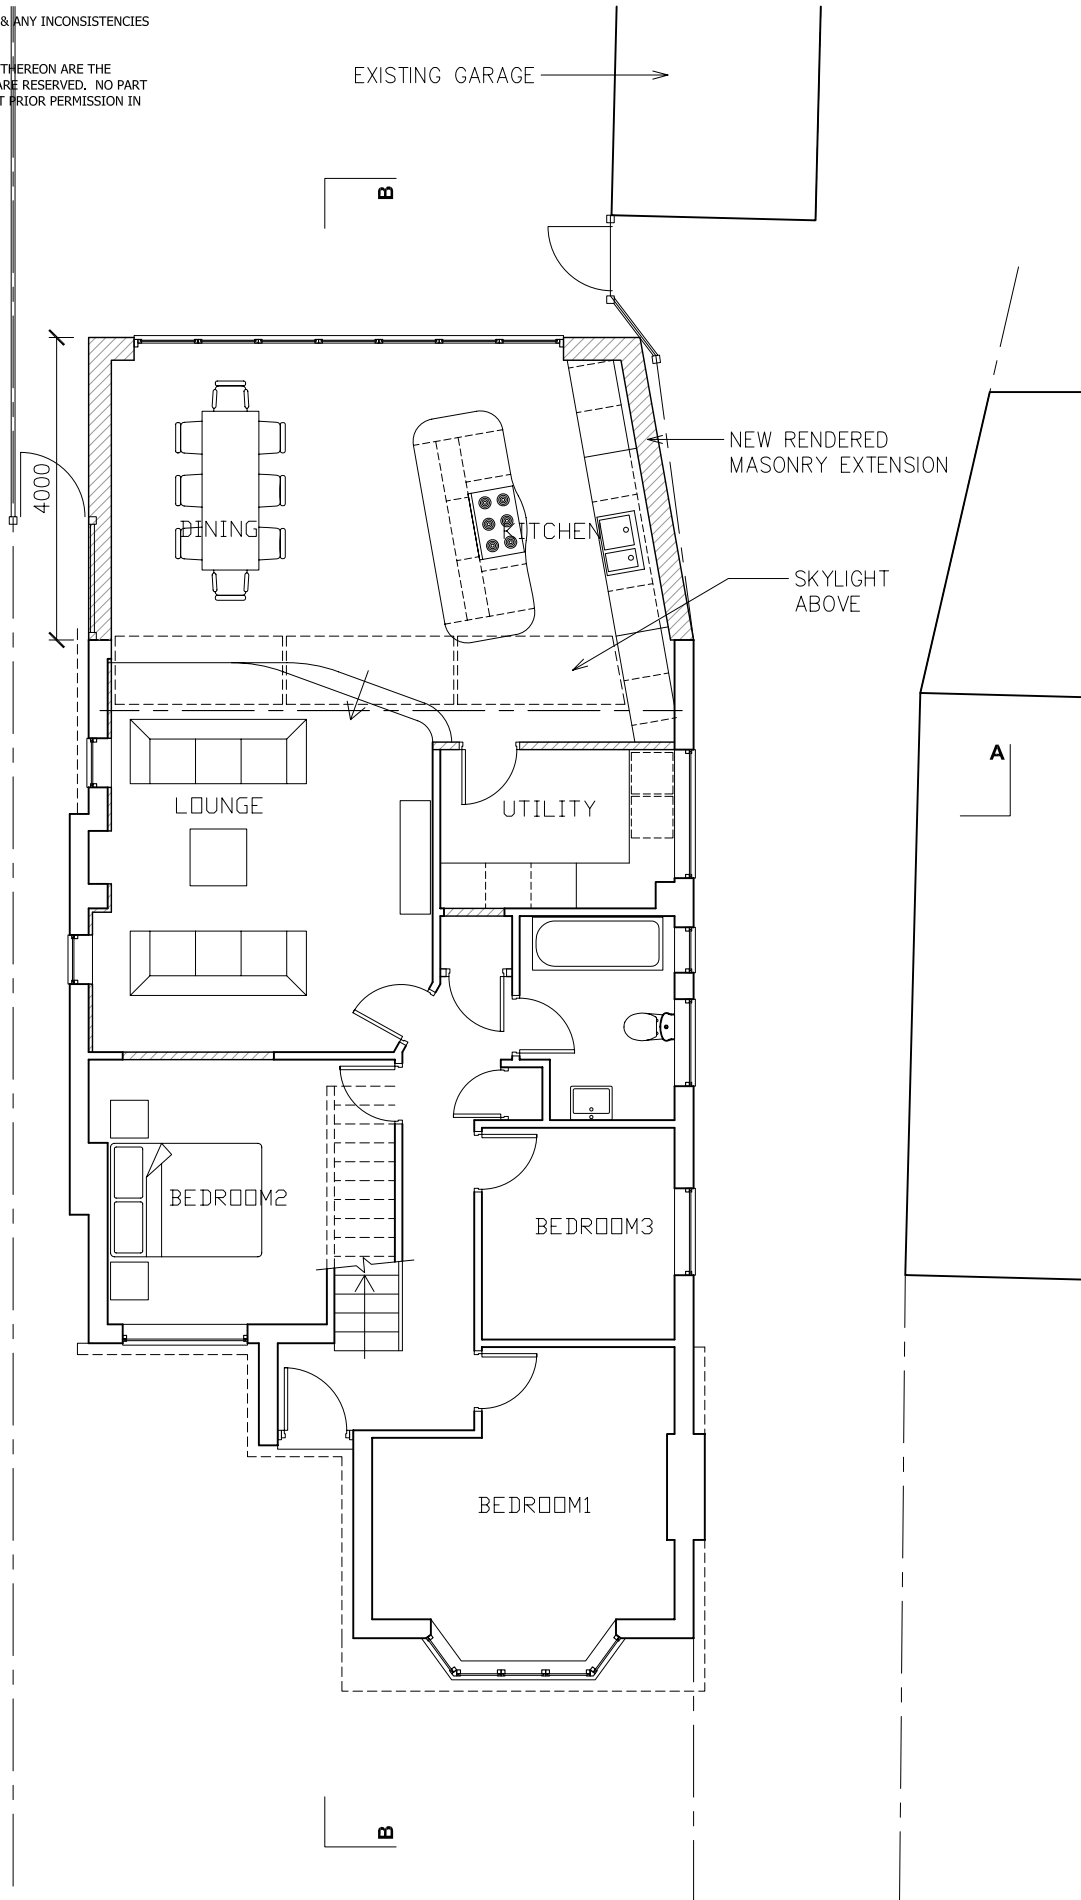 & ANY INCONSISTENCIES
THEREON ARE THE
ARE RESERVED. NO PART
T PRIOR PERMISSION IN
EXISTING GARAGE
B
4000
NEW RENDERED
MASONRY EXTENSION
DINING
KITCHEN
SKYLIGHT
ABOVE
A
LOUNGE
UTILITY
BEDROOM2
BEDROOM3
BEDROOM1
B